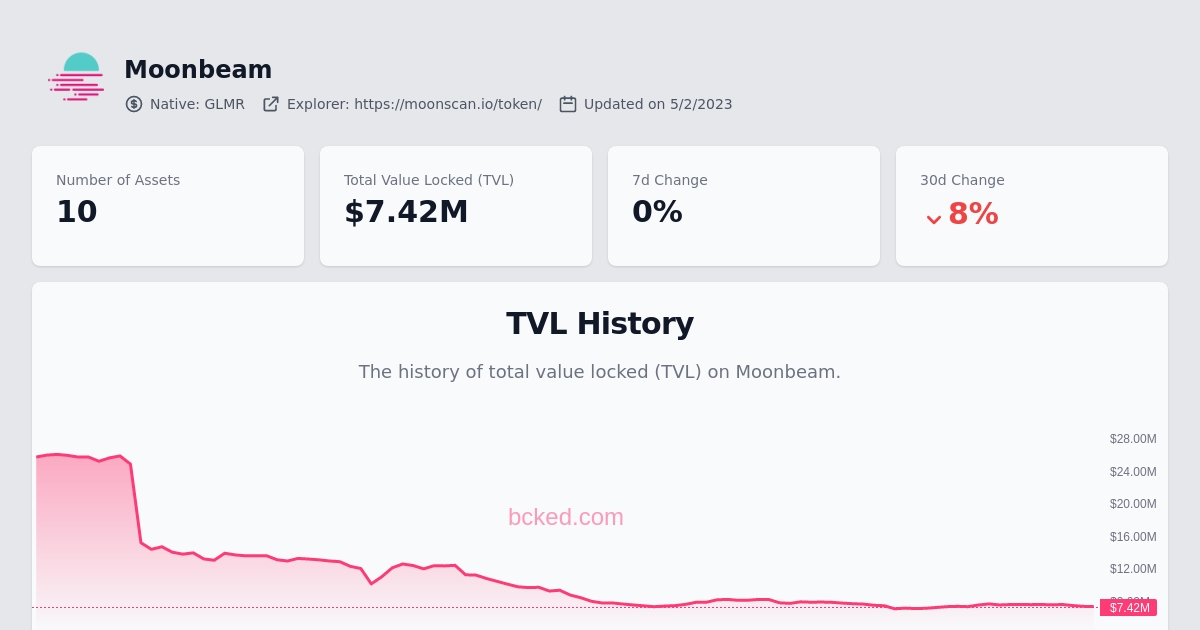 Moonbeam
Native: GLMR Explorer: https://moonscan.io/token/ Updated on 5/2/2023
Number of Assets
10
Total Value Locked (TVL)
$7.42M
7d Change
0%
30d Change
8%
TVL History
The history of total value locked (TVL) on Moonbeam.
$28.00M
$24.00M
$20.00M
bcked.com
$16.00M
$12.00M
$7.42M